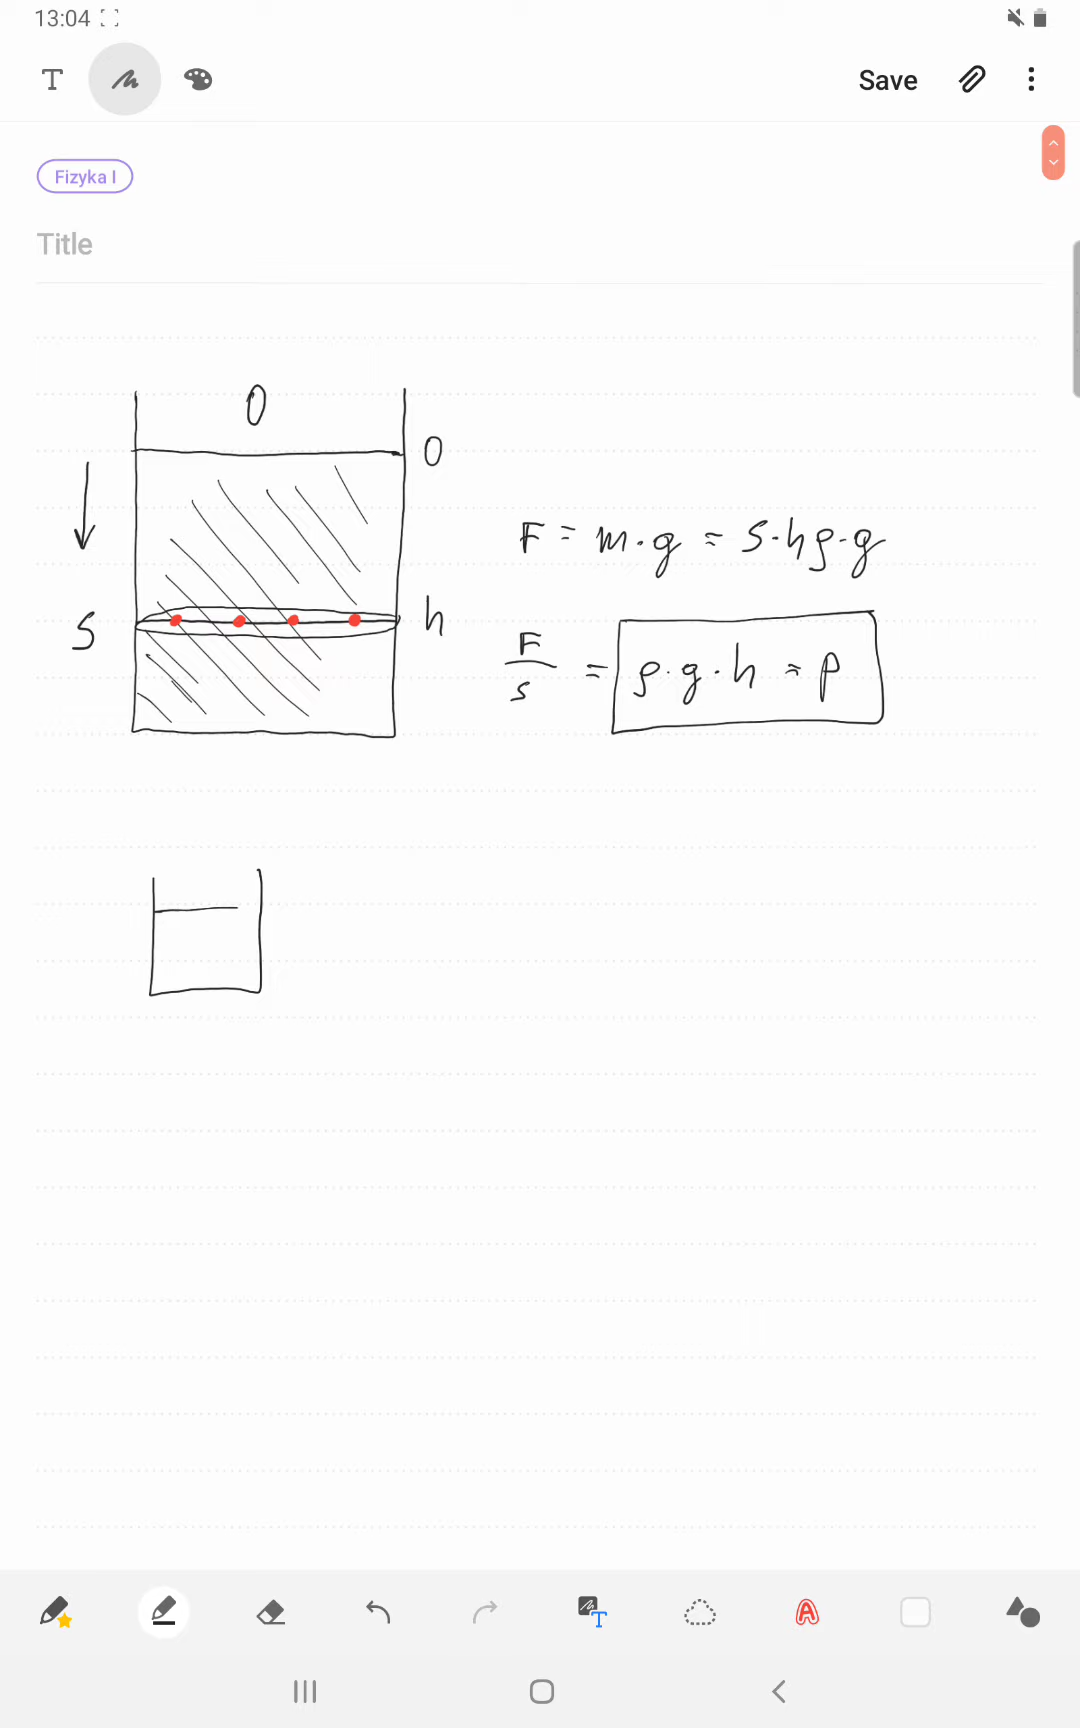 13:04
T
Save
Fizyka I
Title
0
0
F = m·g = S·hρ·g
S
h
F/S = ρ·g·h = p
T
A